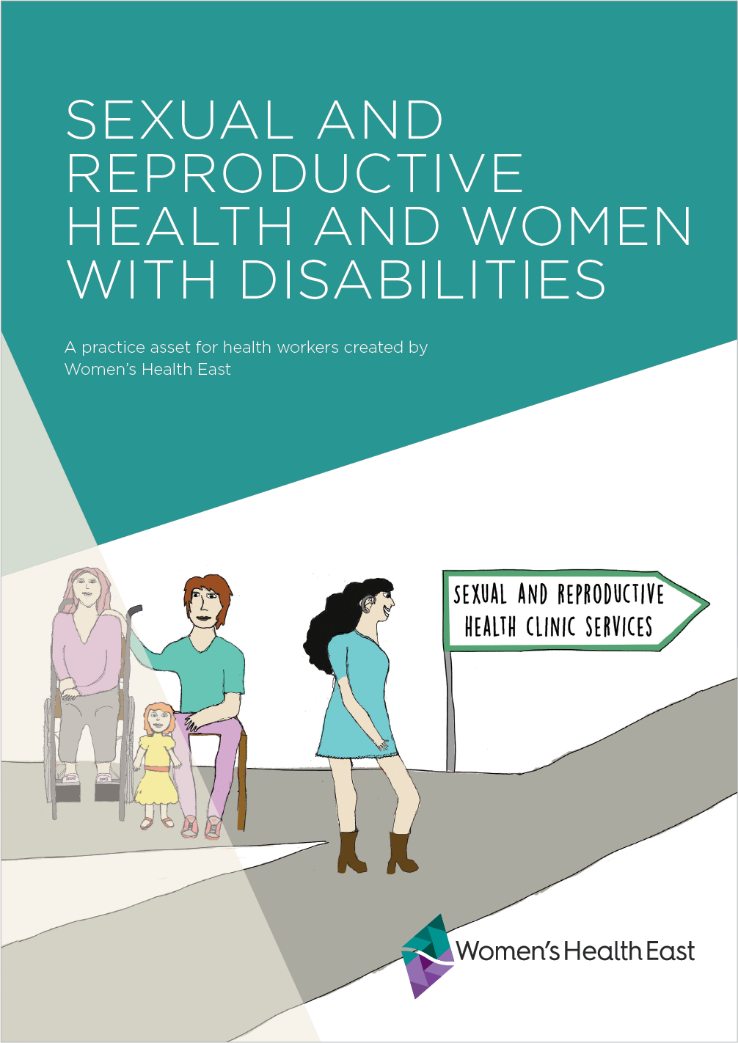 SEXUAL AND
REPRODUCTIVE
HEALTH AND WOMEN
WITH DISABILITIES
A practice asset for health workers created by
Women's Health East
SEXUAL AND REPRODUCTIVE
HEALTH CLINIC SERVICES
Women's Health East